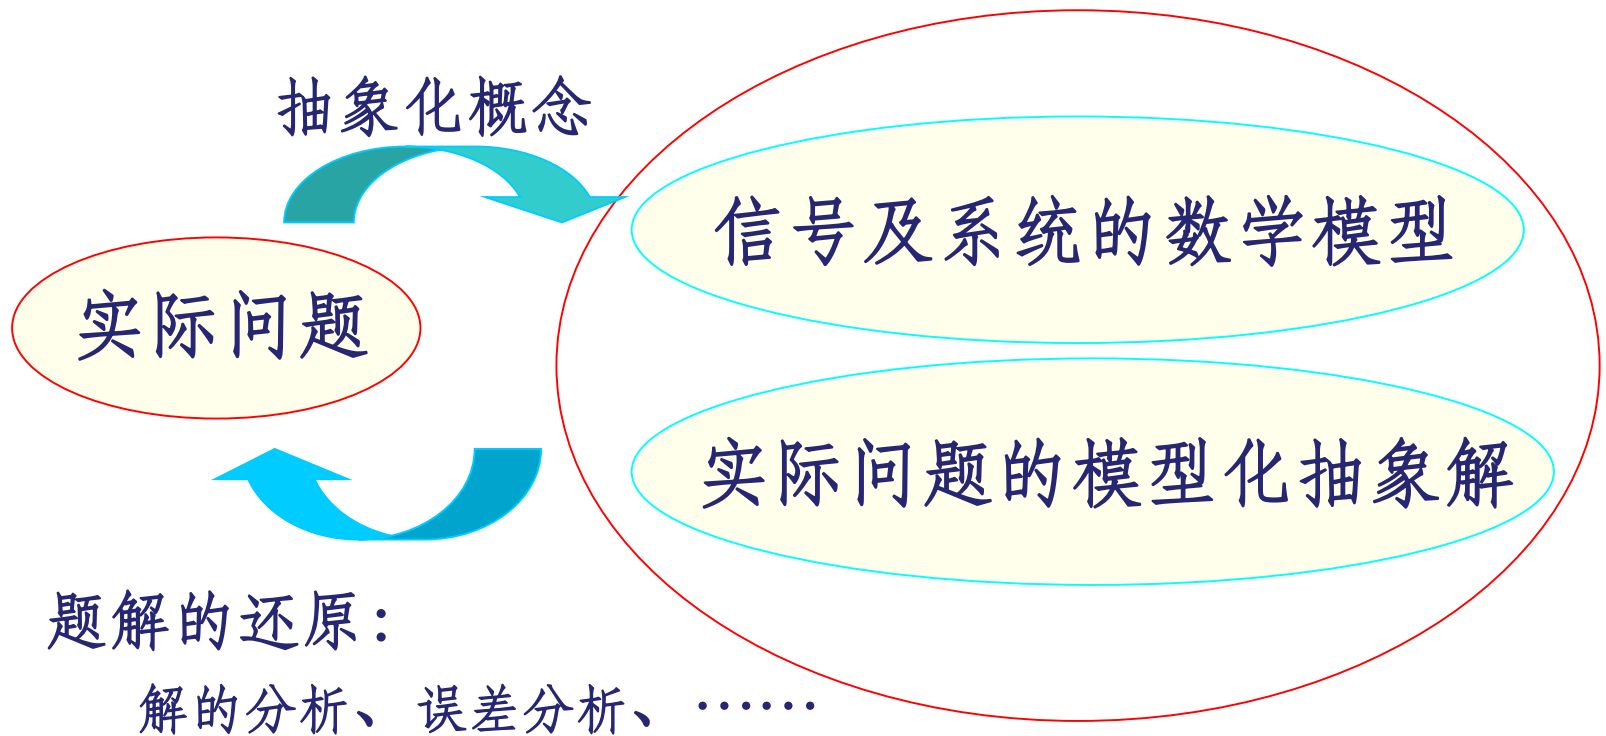 抽象化概念
信号及系统的数学模型
实际问题
实际问题的模型化抽象解
题解的还原：
解的分析、误差分析、……